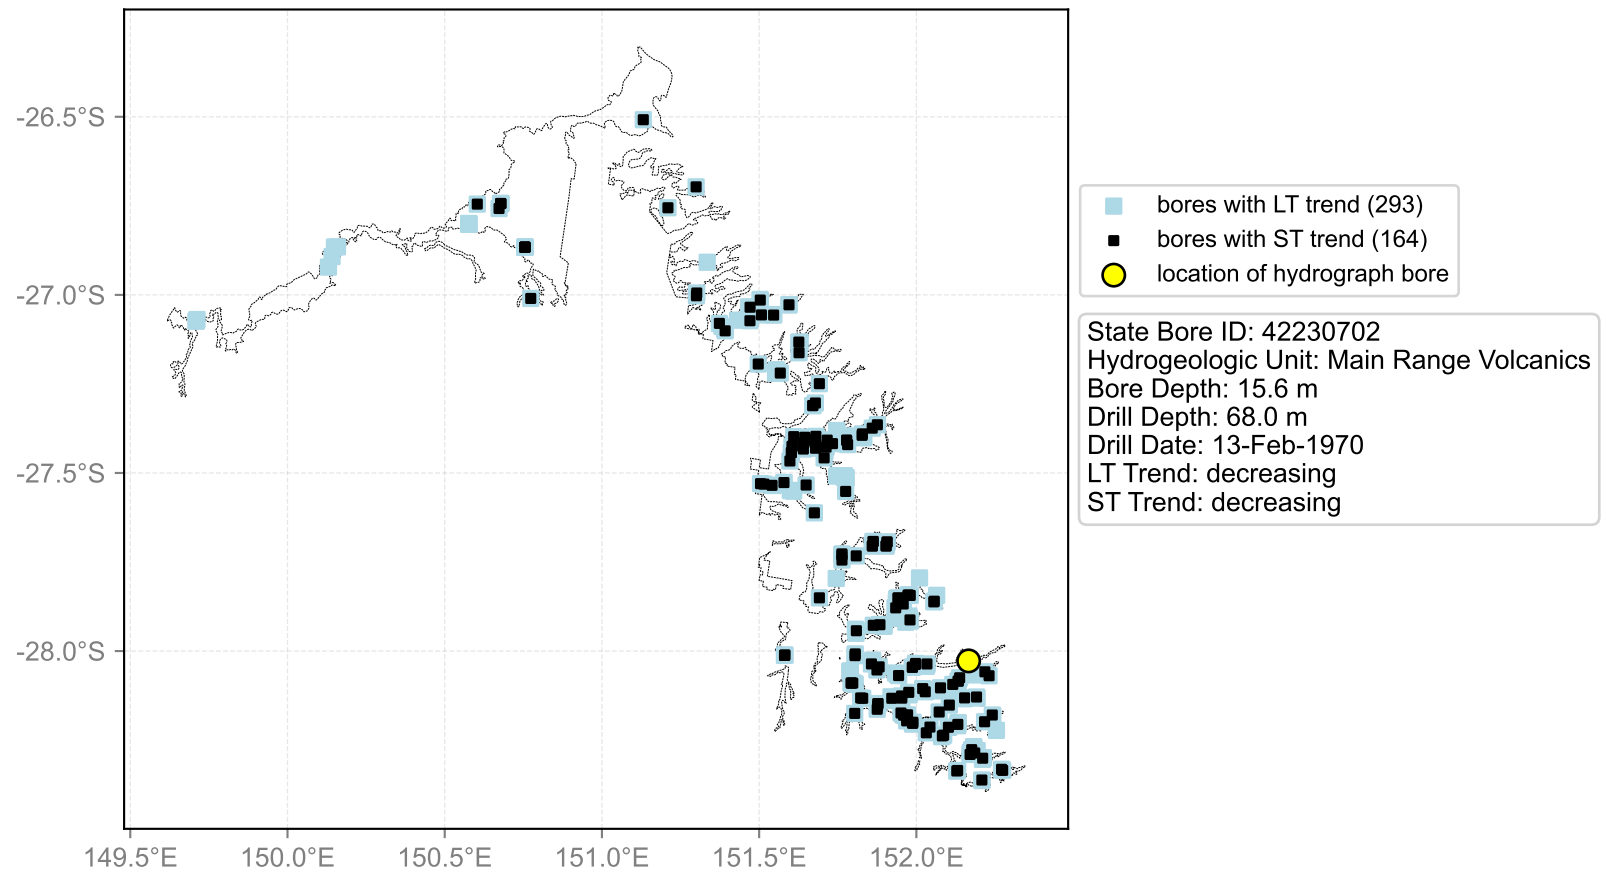 -26.5°S
-27.0°S
-27.5°S
-28.0°S
149.5°E 150.0°E 150.5°E 151.0°E 151.5°E 152.0°E
bores with LT trend (293)
bores with ST trend (164)
location of hydrograph bore
State Bore ID: 42230702
Hydrogeologic Unit: Main Range Volcanics
Bore Depth: 15.6 m
Drill Depth: 68.0 m
Drill Date: 13-Feb-1970
LT Trend: decreasing
ST Trend: decreasing